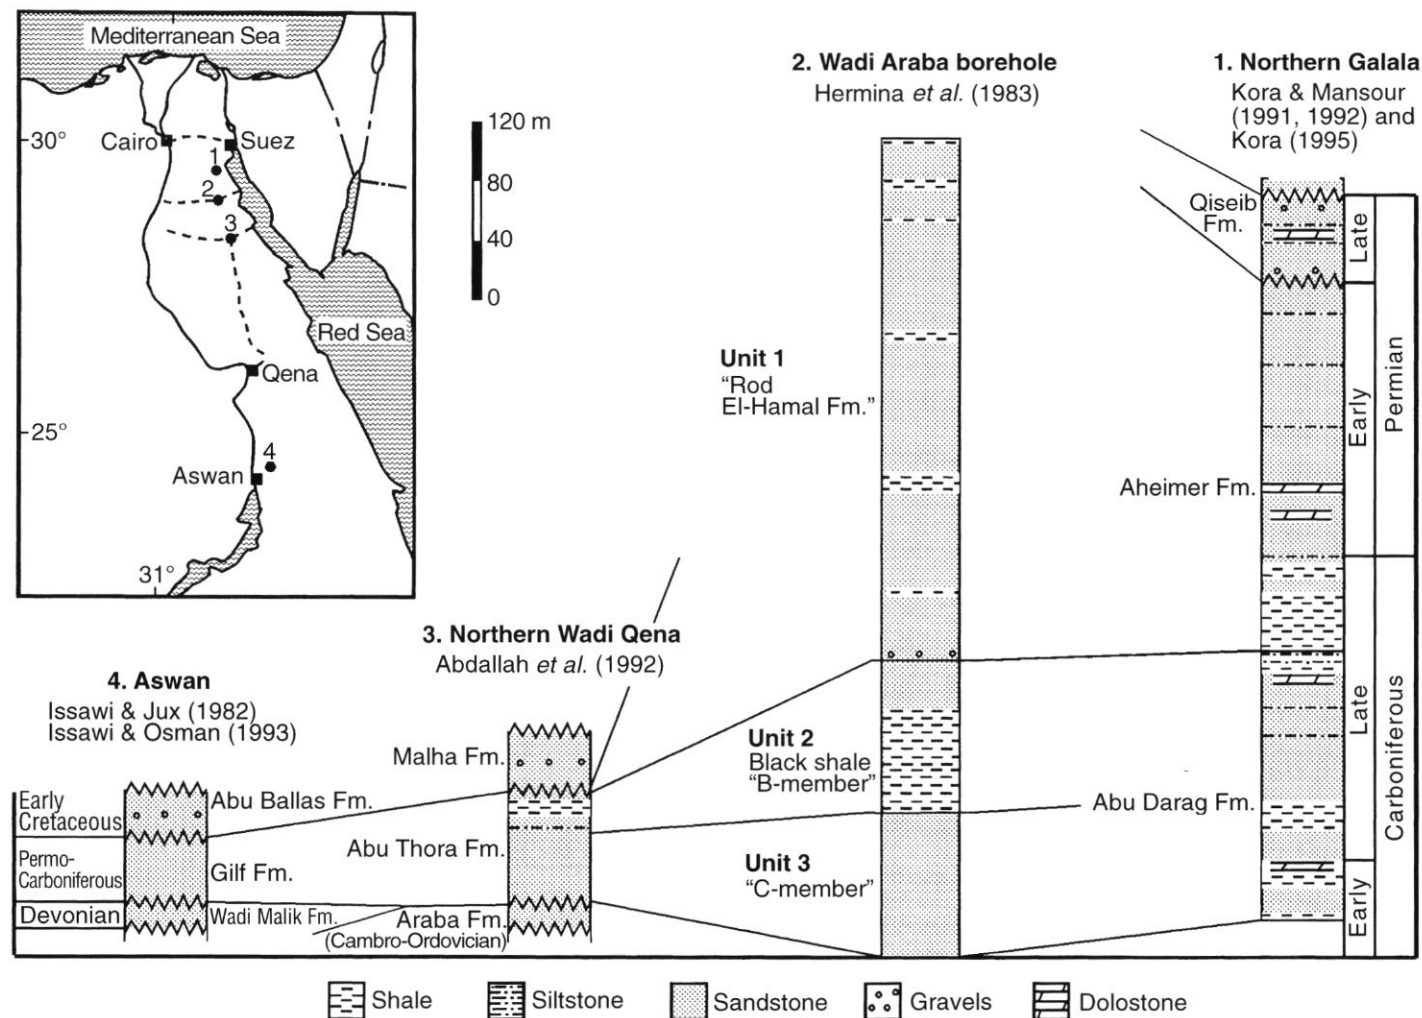 Mediterranean Sea
30°
Cairo
Suez
1
2
3
Red Sea
Qena
25°
4
Aswan
31°
120 m
80
40
0
2. Wadi Araba borehole
Hermina et al. (1983)
1. Northern Galala
Kora & Mansour
(1991, 1992) and
Kora (1995)
Qiseib
Fm.
Late
Early
Permian
Unit 1
“Rod
El-Hamal Fm.”
Aheimer Fm.
3. Northern Wadi Qena
Abdallah et al. (1992)
4. Aswan
Issawi & Jux (1982)
Issawi & Osman (1993)
Malha Fm.
Unit 2
Black shale
“B-member”
Late
Carboniferous
Early
Cretaceous
Abu Ballas Fm.
Abu Darag Fm.
Permo-
Carboniferous
Gilf Fm.
Abu Thora Fm.
Unit 3
“C-member”
Early
Devonian
Wadi Malik Fm.
Araba Fm.
(Cambro-Ordovician)
Shale
Siltstone
Sandstone
Gravels
Dolostone